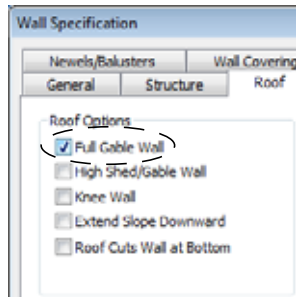 Wall Specification
Newels/Balusters Wall Covering
General Structure Roof
Roof Options
Full Gable Wall
High Shed/Gable Wall
Knee Wall
Extend Slope Downward
Roof Cuts Wall at Bottom